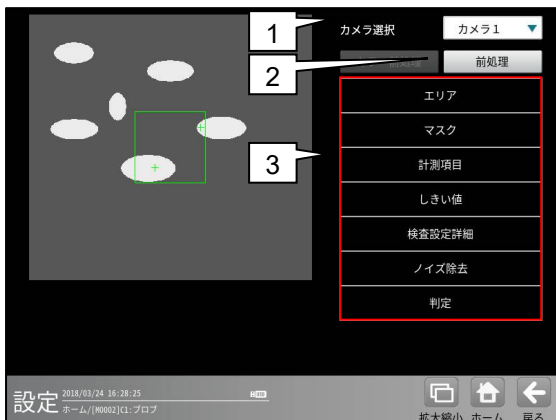 1
カメラ選択
カメラ1
2
前処理
エリア
3
マスク
計測項目
しきい値
検査設定詳細
ノイズ除去
判定
設定
2018/03/24 16:28:25
ホーム/[M0002]C1:ブロブ
拡大縮小
ホーム
戻る